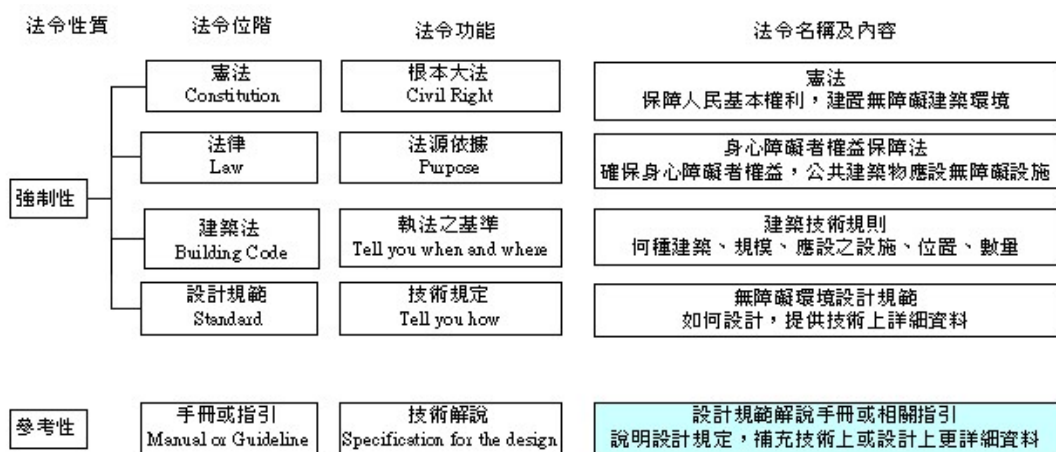 法令性質
法令位階
法令功能
法令名稱及內容
強制性
憲法
Constitution
根本大法
Civil Right
憲法
保障人民基本權利，建置無障礙建築環境
法律
Law
法源依據
Purpose
身心障礙者權益保障法
確保身心障礙者權益，公共建築物應設無障礙設施
建築法
Building Code
執法之基準
Tell you when and where
建築技術規則
何種建築、規模、應設之設施、位置、數量
設計規範
Standard
技術規定
Tell you how
無障礙環境設計規範
如何設計，提供技術上詳細資料
參考性
手冊或指引
Manual or Guideline
技術解說
Specification for the design
設計規範解說手冊或相關指引
說明設計規定，補充技術上或設計上更詳細資料